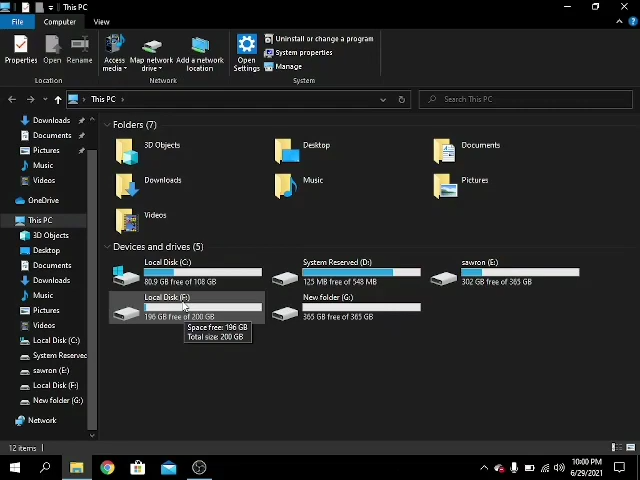 This PC
File
Computer
View
Properties
Open
Rename
Access media
Map network drive
Add a network location
Open Settings
Uninstall or change a program
System properties
Manage
Location
Network
System
This PC
Search This PC
Downloads
Documents
Pictures
Music
Videos
OneDrive
This PC
3D Objects
Desktop
Documents
Downloads
Music
Pictures
Videos
Local Disk (C:)
System Reserved
sawron (E:)
Local Disk (F:)
New folder (G:)
Network
Folders (7)
3D Objects
Desktop
Documents
Downloads
Music
Pictures
Videos
Devices and drives (5)
Local Disk (C:)
80.9 GB free of 108 GB
System Reserved (D:)
125 MB free of 548 MB
sawron (E:)
302 GB free of 365 GB
Local Disk (F:)
196 GB free of 200 GB
New folder (G:)
365 GB free of 365 GB
Space free: 196 GB
Total size: 200 GB
12 items
10:00 PM
6/29/2021